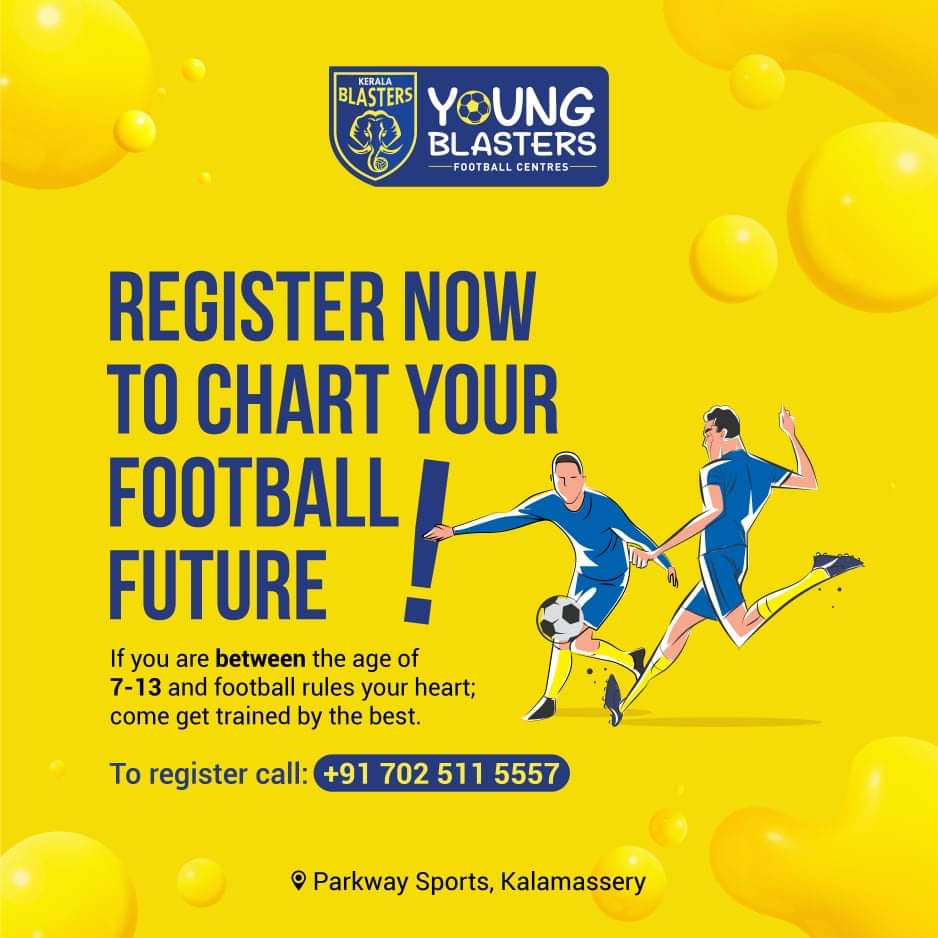 KERALA
BLASTERS
YOUNG
BLASTERS
FOOTBALL CENTRES
REGISTER NOW
TO CHART YOUR
FOOTBALL
FUTURE!
If you are between the age of
7-13 and football rules your heart;
come get trained by the best.
To register call: +91 702 511 5557
Parkway Sports, Kalamassery